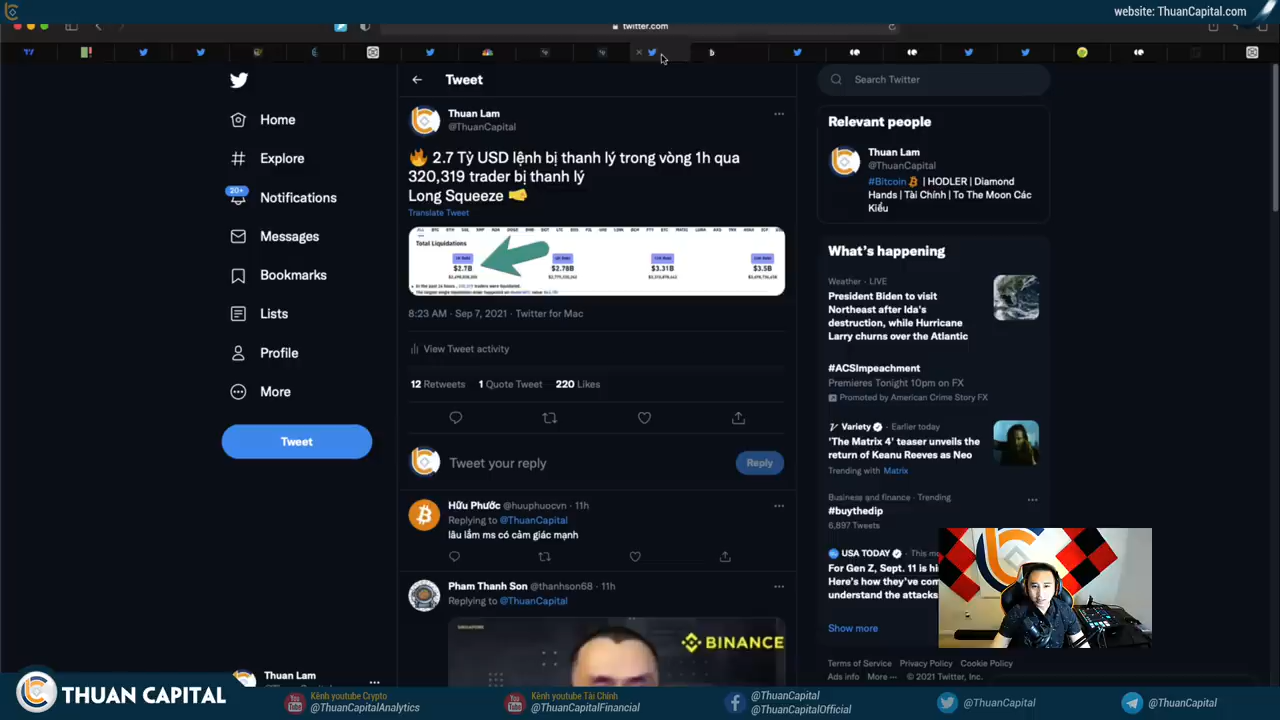 website: ThuanCapital.com
twitter.com
Tweet
Search Twitter
Home
Explore
20+
Notifications
Messages
Bookmarks
Lists
Profile
More
Tweet
Thuan Lam
@ThuanCapital
🔥 2.7 Tỷ USD lệnh bị thanh lý trong vòng 1h qua
320,319 trader bị thanh lý
Long Squeeze 🤜
Translate Tweet
Total Liquidations
$2.7B
$2.78B
$3.31B
$3.5B
8:23 AM · Sep 7, 2021 · Twitter for Mac
View Tweet activity
12 Retweets 1 Quote Tweet 220 Likes
Tweet your reply
Reply
Hữu Phước @huuphuocvn · 11h
Replying to @ThuanCapital
lâu lắm ms có cảm giác mạnh
Pham Thanh Son @thanhson68 · 11h
Replying to @ThuanCapital
BINANCE
Relevant people
Thuan Lam
@ThuanCapital
#Bitcoin | HODLER | Diamond
Hands | Tài Chính | To The Moon Các
Kiểu
What's happening
Weather · LIVE
President Biden to visit
Northeast after Ida's
destruction, while Hurricane
Larry churns over the Atlantic
#ACSImpeachment
Premieres Tonight 10pm on FX
Promoted by American Crime Story FX
Variety · Earlier today
'The Matrix 4' teaser unveils the
return of Keanu Reeves as Neo
Trending with Matrix
Business and finance · Trending
#buythedip
6,897 Tweets
USA TODAY · This mo
For Gen Z, Sept. 11 is hi
Here's how they've com
understand the attacks
Show more
Terms of Service Privacy Policy Cookie Policy
Ads info More ··· © 2021 Twitter, Inc.
Thuan Lam
THUAN CAPITAL
Kênh youtube Crypto
@ThuanCapitalAnalytics
Kênh youtube Tài Chính
@ThuanCapitalFinancial
@ThuanCapital
@ThuanCapitalOfficial
@ThuanCapital
@ThuanCapital